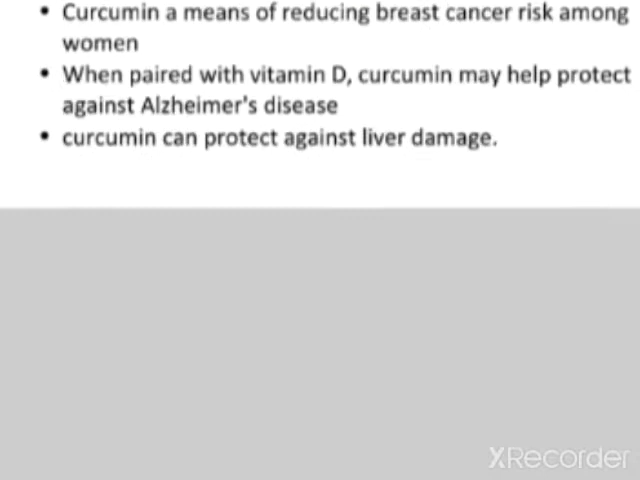 • Curcumin a means of reducing breast cancer risk among
women
• When paired with vitamin D, curcumin may help protect
against Alzheimer's disease
• curcumin can protect against liver damage.
XRecorder